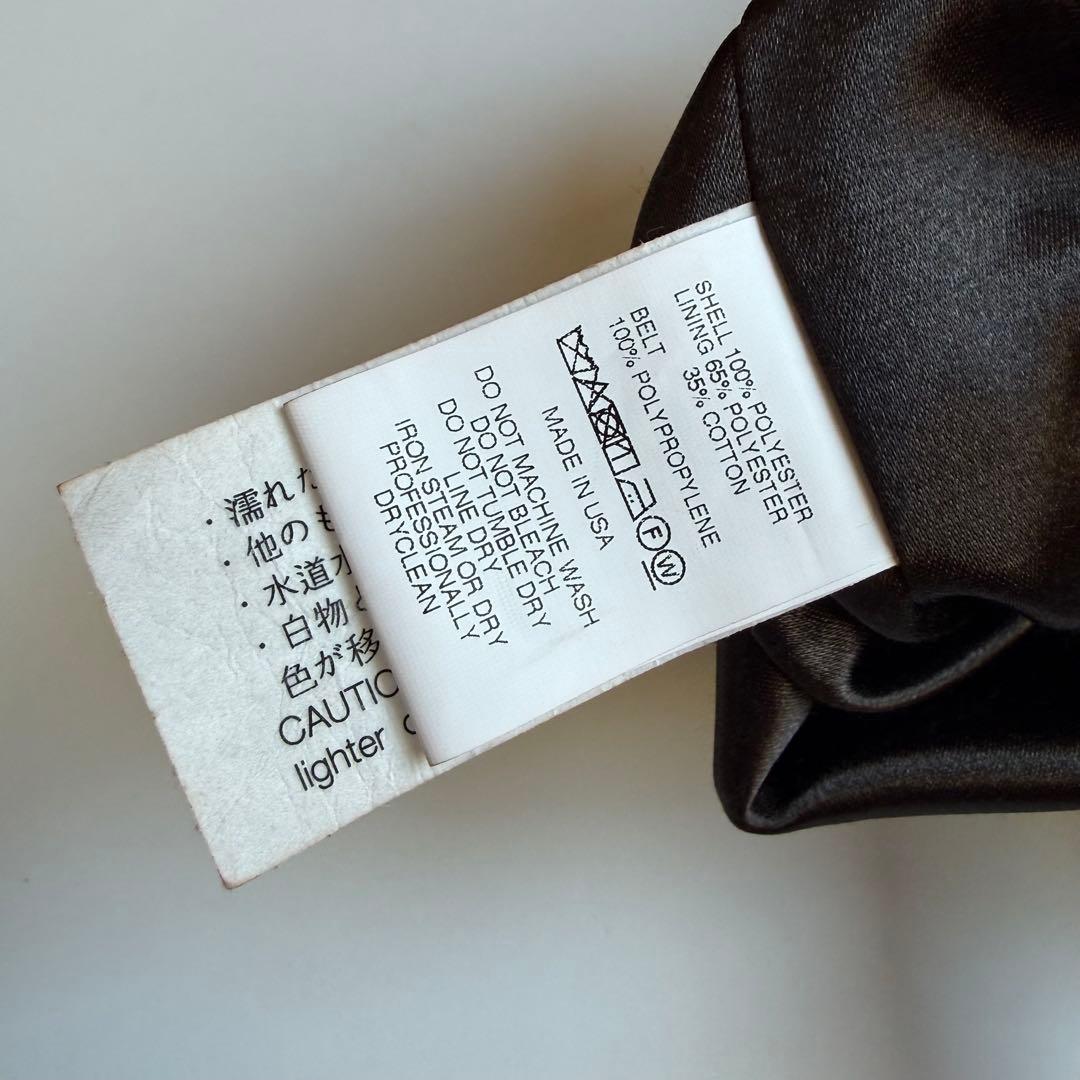 SHELL 100% POLYESTER
LINING 65% POLYESTER
35% COTTON
BELT
100% POLYPROPYLENE
F W
MADE IN USA
DO NOT MACHINE WASH
DO NOT BLEACH
DO NOT TUMBLE DRY
LINE DRY
IRON STEAM OR DRY
PROFESSIONALLY
DRYCLEAN
・濡れた
・他のも
・水道水
・白物と
色が移
CAUTIO
lighter